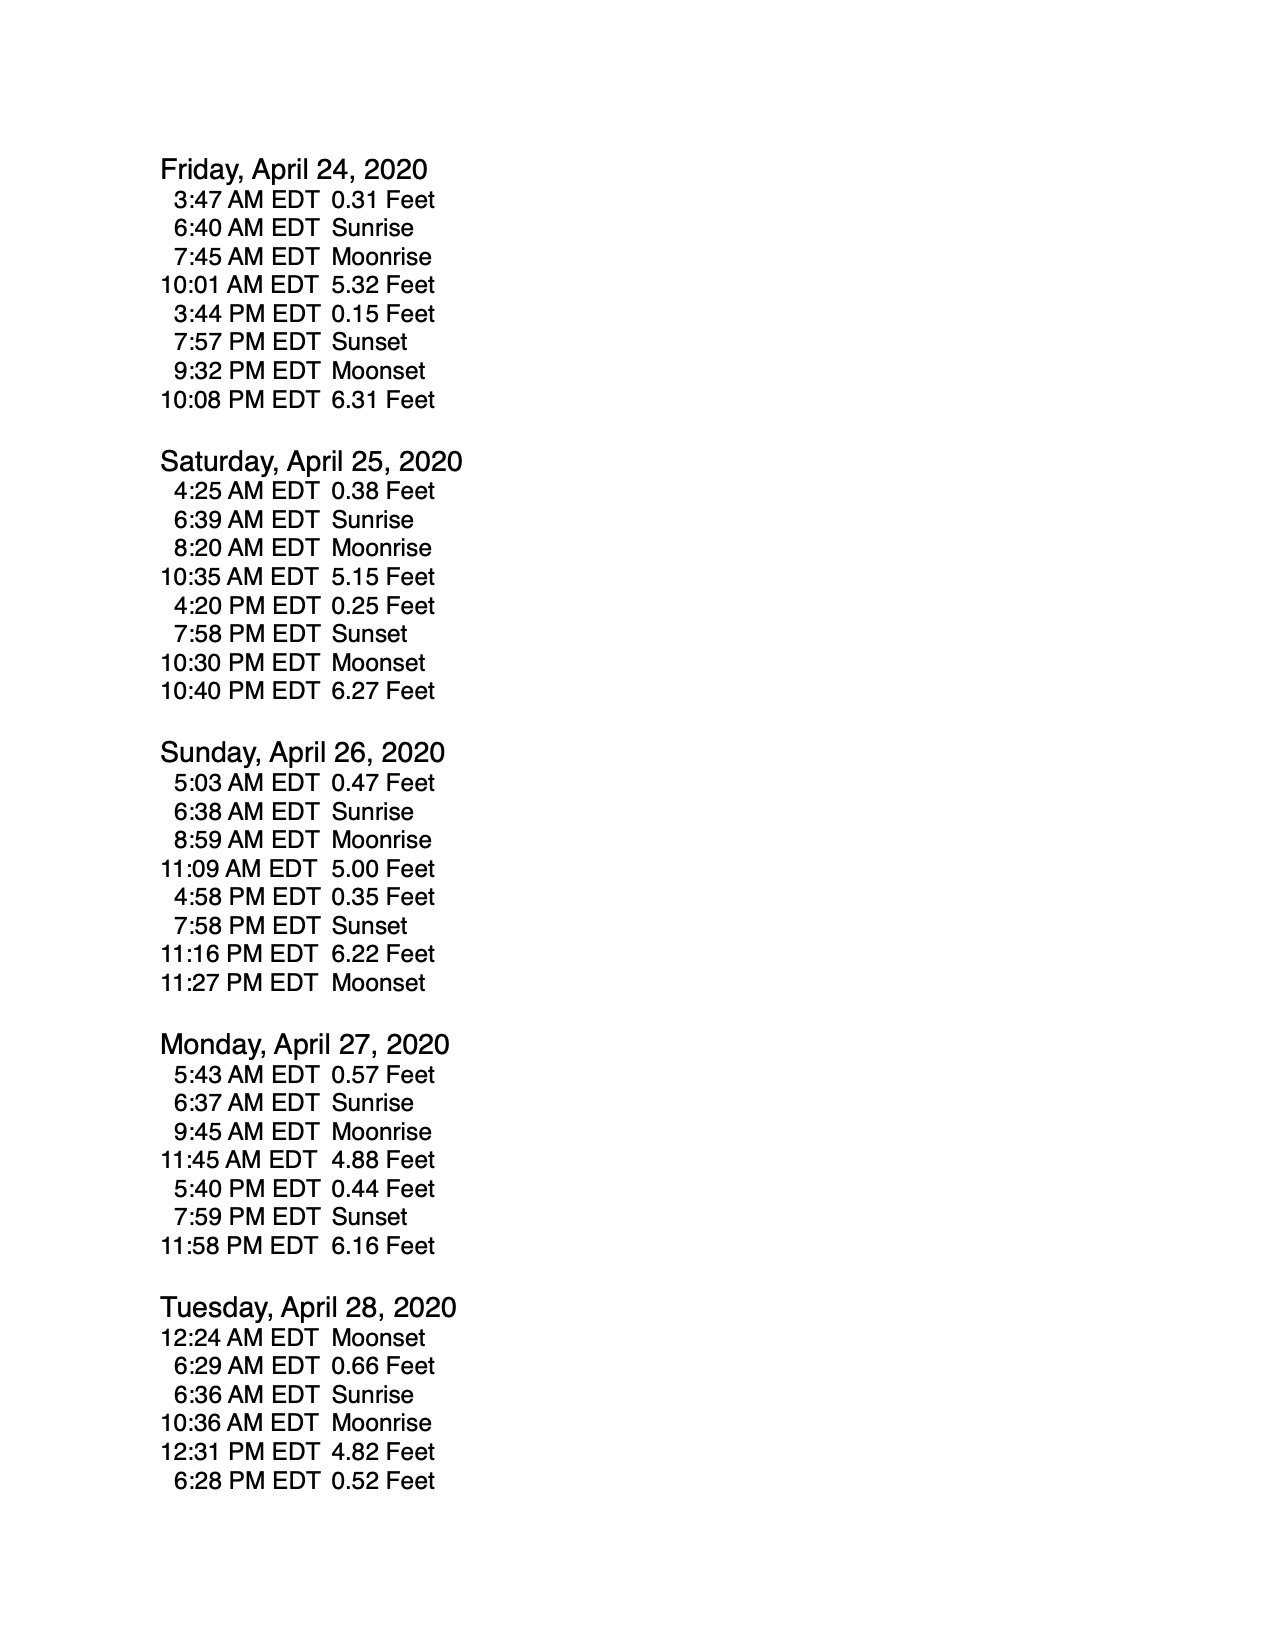 Friday, April 24, 2020
3:47 AM EDT 0.31 Feet
6:40 AM EDT Sunrise
7:45 AM EDT Moonrise
10:01 AM EDT 5.32 Feet
3:44 PM EDT 0.15 Feet
7:57 PM EDT Sunset
9:32 PM EDT Moonset
10:08 PM EDT 6.31 Feet
Saturday, April 25, 2020
4:25 AM EDT 0.38 Feet
6:39 AM EDT Sunrise
8:20 AM EDT Moonrise
10:35 AM EDT 5.15 Feet
4:20 PM EDT 0.25 Feet
7:58 PM EDT Sunset
10:30 PM EDT Moonset
10:40 PM EDT 6.27 Feet
Sunday, April 26, 2020
5:03 AM EDT 0.47 Feet
6:38 AM EDT Sunrise
8:59 AM EDT Moonrise
11:09 AM EDT 5.00 Feet
4:58 PM EDT 0.35 Feet
7:58 PM EDT Sunset
11:16 PM EDT 6.22 Feet
11:27 PM EDT Moonset
Monday, April 27, 2020
5:43 AM EDT 0.57 Feet
6:37 AM EDT Sunrise
9:45 AM EDT Moonrise
11:45 AM EDT 4.88 Feet
5:40 PM EDT 0.44 Feet
7:59 PM EDT Sunset
11:58 PM EDT 6.16 Feet
Tuesday, April 28, 2020
12:24 AM EDT Moonset
6:29 AM EDT 0.66 Feet
6:36 AM EDT Sunrise
10:36 AM EDT Moonrise
12:31 PM EDT 4.82 Feet
6:28 PM EDT 0.52 Feet